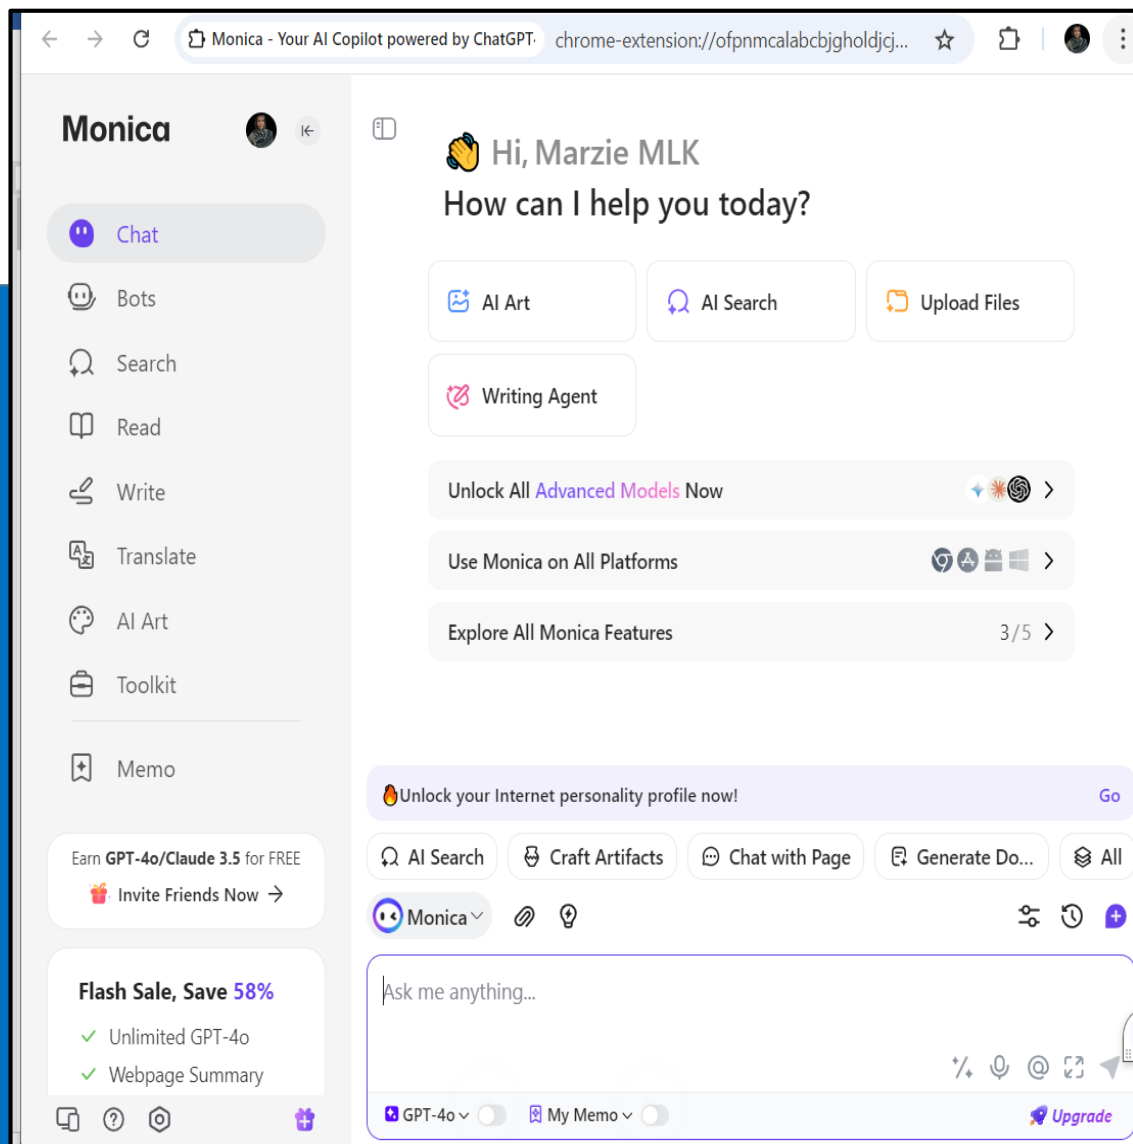 Monica - Your AI Copilot powered by ChatGPT
chrome-extension://ofpnmcalabcbjgholdjcj...
Monica
Chat
Bots
Search
Read
Write
Translate
AI Art
Toolkit
Memo
Earn GPT-4o/Claude 3.5 for FREE
Invite Friends Now →
Flash Sale, Save 58%
Unlimited GPT-4o
Webpage Summary
Hi, Marzie MLK
How can I help you today?
AI Art
AI Search
Upload Files
Writing Agent
Unlock All Advanced Models Now
Use Monica on All Platforms
Explore All Monica Features 3/5
Unlock your Internet personality profile now! Go
AI Search
Craft Artifacts
Chat with Page
Generate Do...
All
Monica
Ask me anything...
GPT-4o
My Memo
Upgrade